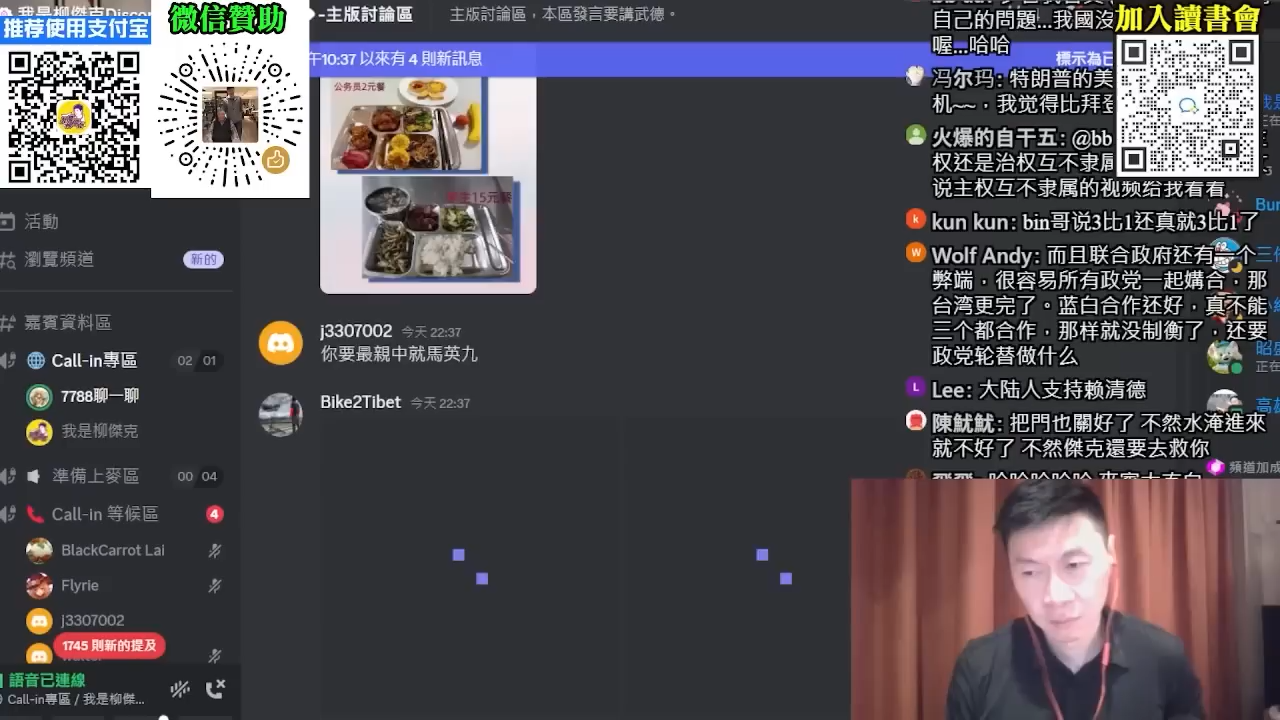 推荐使用支付宝
微信贊助
-主版討論區
主版討論區，本區發言要講武德。
午10:37 以來有 4 則新訊息
標示為已
活動
瀏覽頻道
新的
嘉賓資料區
Call-in專區
02 01
7788聊一聊
我是柳傑克
準備上麥區
00 04
Call-in 等候區
4
BlackCarrot Lai
Flyrie
j3307002
1745 則新的提及
語音已連線
Call-in專區 / 我是柳傑...
公务员2元餐
15元餐
j3307002 今天 22:37
你要最親中就馬英九
Bike2Tibet 今天 22:37
加入讀書會
自己的問題...我國沒
喔...哈哈
冯尔玛: 特朗普的美
机~~，我觉得比拜登
火爆的自干五: @bb
权还是治权互不隶属
说主权互不隶属的视频给我看看
kun kun: bin哥说3比1还真就3比1了
Wolf Andy: 而且联合政府还有一个
弊端，很容易所有政党一起媾合，那
台湾更完了。蓝白合作还好，真不能
三个都合作，那样就没制衡了，还要
政党轮替做什么
Lee: 大陆人支持赖清德
陳魷魷: 把門也關好了 不然水淹進來
就不好了 不然傑克還要去救你
頻道加成